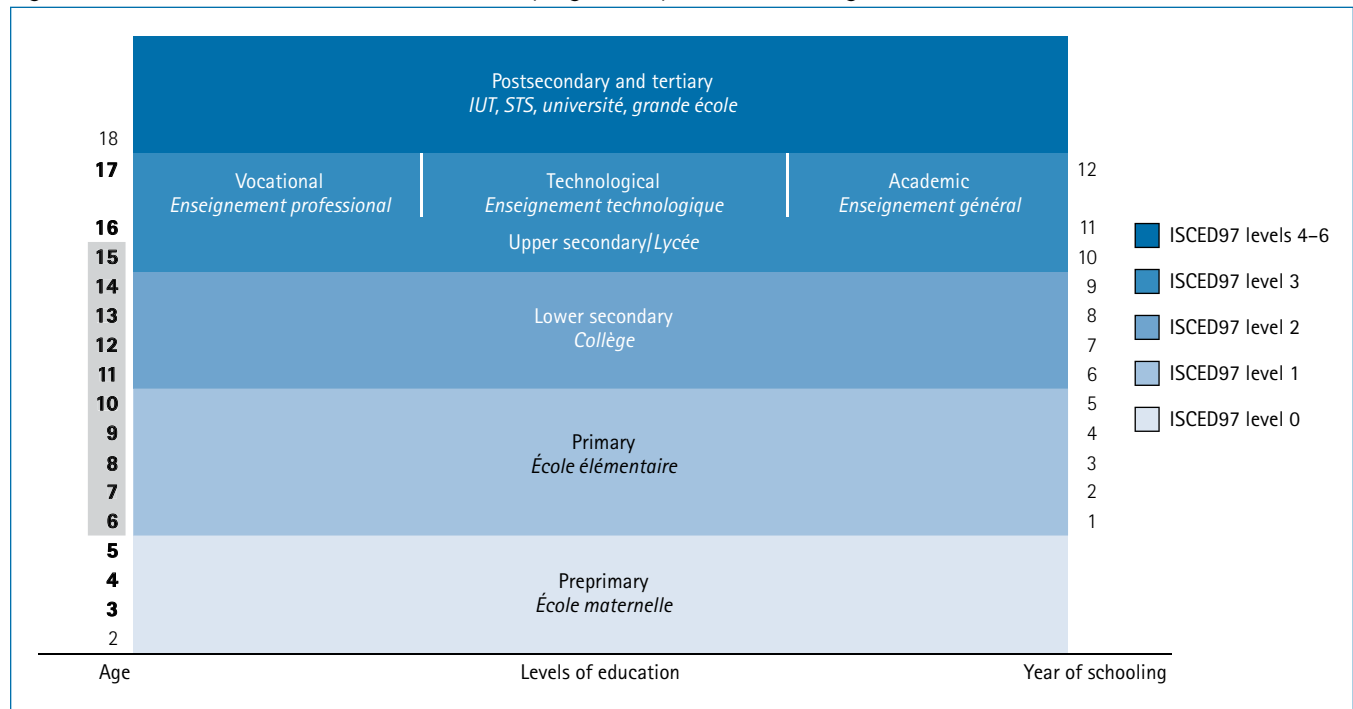 Postsecondary and tertiary
IUT, STS, université, grande école
18
17
Vocational
Enseignement professional
Technological
Enseignement technologique
Academic
Enseignement général
12
16
Upper secondary/Lycée
11
15
10
14
9
13
Lower secondary
8
12
Collège
7
11
6
10
5
9
Primary
4
8
École élémentaire
3
7
2
6
1
5
4
Preprimary
3
École maternelle
2
Age
Levels of education
Year of schooling
ISCED97 levels 4–6
ISCED97 level 3
ISCED97 level 2
ISCED97 level 1
ISCED97 level 0